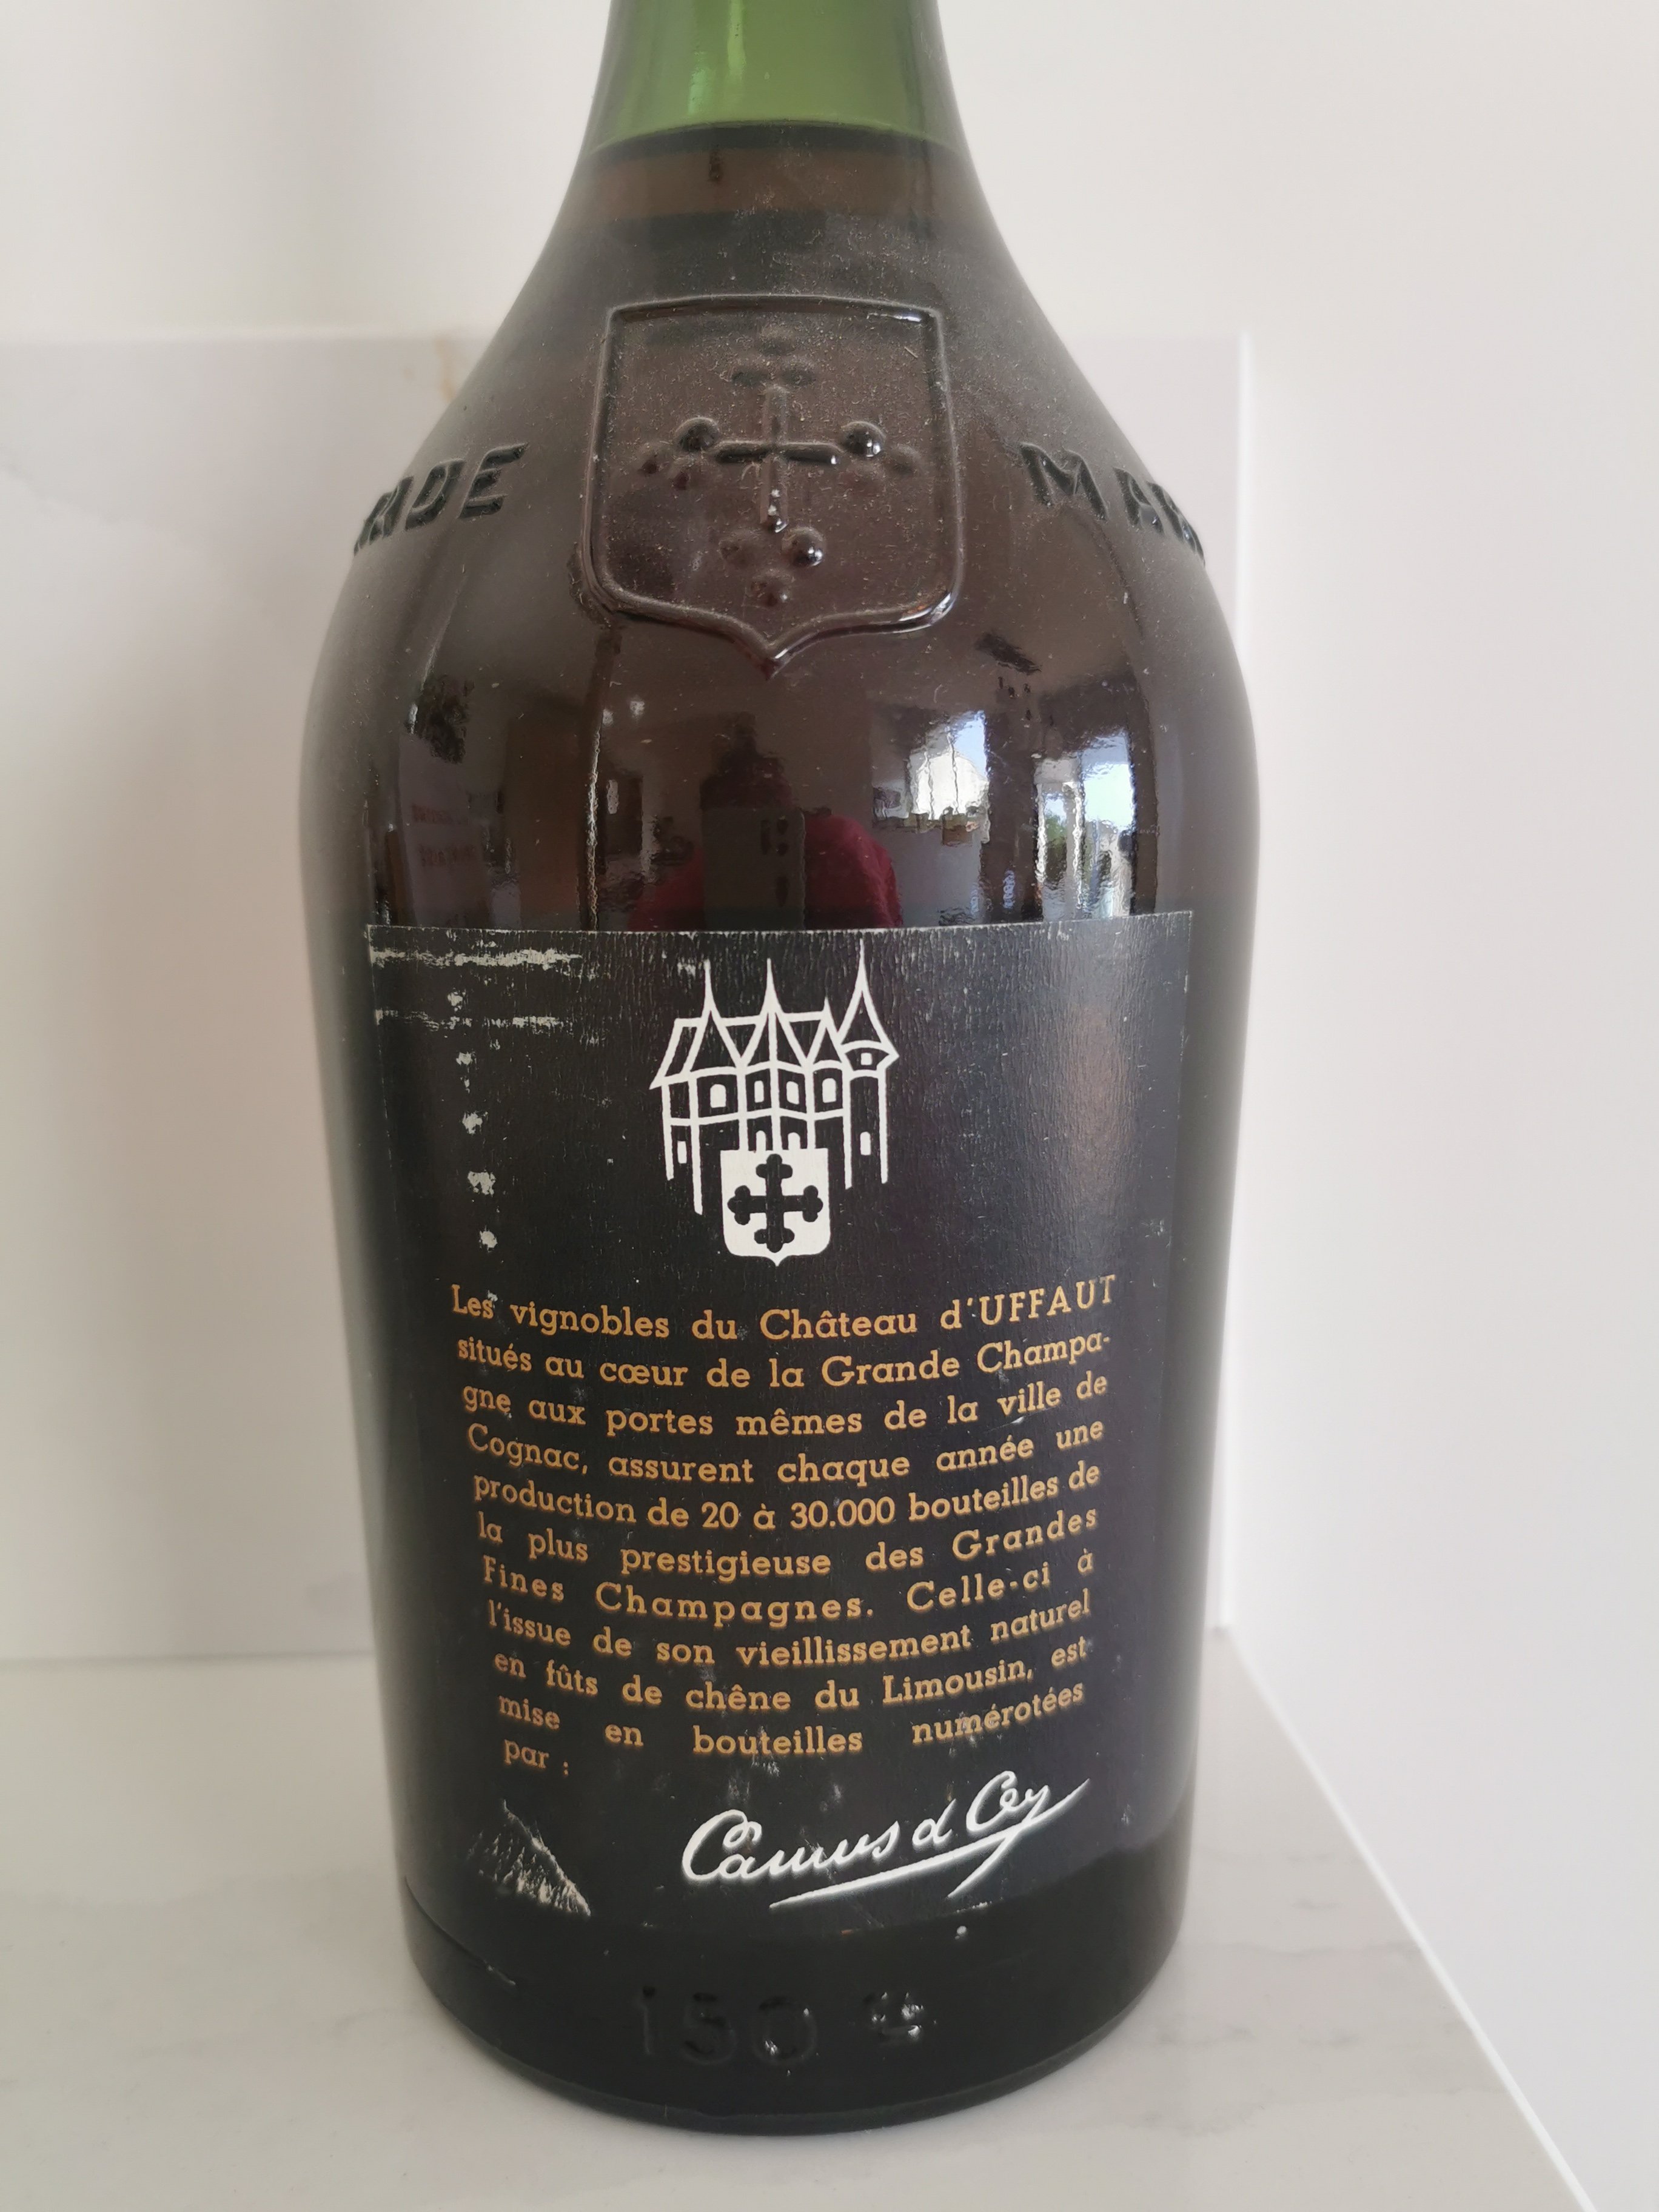 Les vignobles du Château d'UFFAUT
situés au cœur de la Grande Champa-
gne aux portes mêmes de la ville de
Cognac, assurent chaque année une
production de 20 à 30.000 bouteilles de
la plus prestigieuse des Grandes
Fines Champagnes. Celle-ci à
l'issue de son vieillissement naturel
en fûts de chêne du Limousin, est
mise en bouteilles numérotées
par :
150